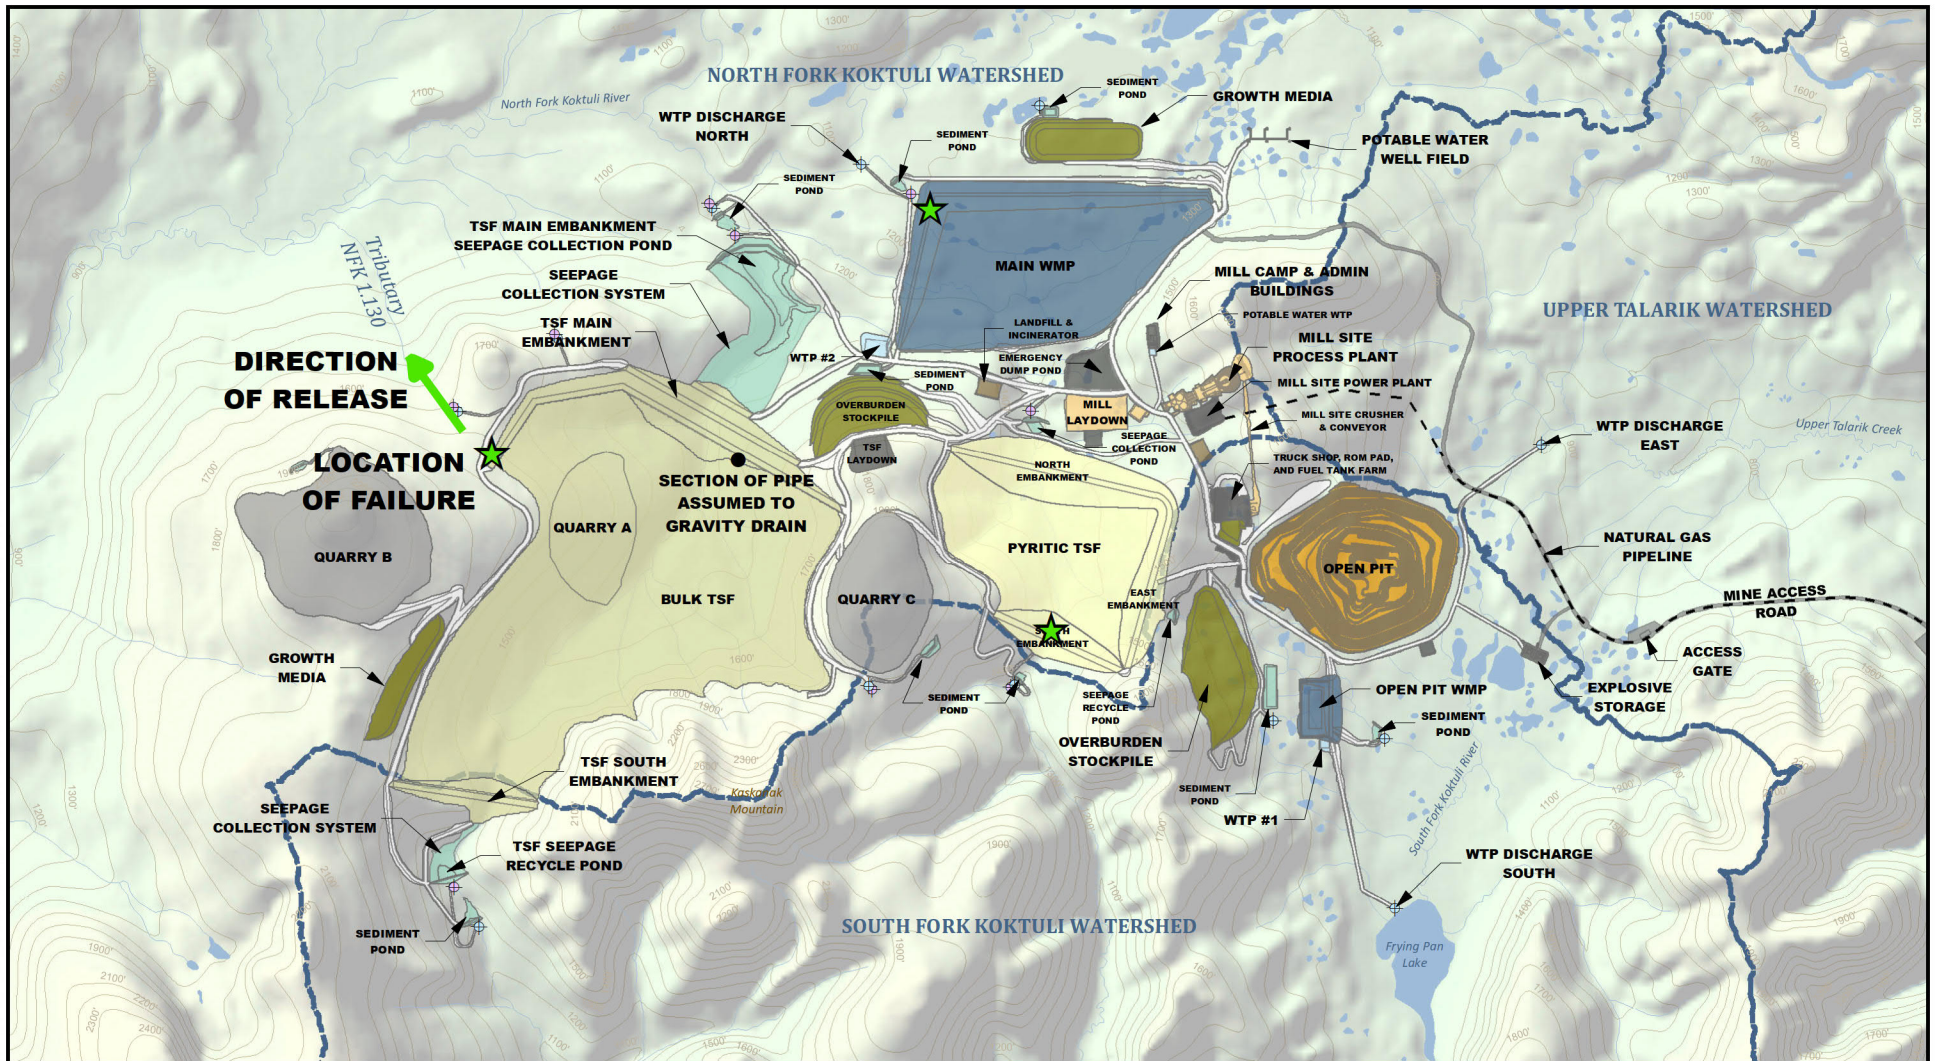 NORTH FORK KOKTULI WATERSHED
North Fork Koktuli River
WTP DISCHARGE
NORTH
SEDIMENT
POND
GROWTH MEDIA
SEDIMENT
POND
POTABLE WATER
WELL FIELD
SEDIMENT
POND
TSF MAIN EMBANKMENT
SEEPAGE COLLECTION POND
Tributary
NFK 1.130
SEEPAGE
COLLECTION SYSTEM
MAIN WMP
MILL CAMP & ADMIN
BUILDINGS
UPPER TALARIK WATERSHED
TSF MAIN
EMBANKMENT
LANDFILL &
INCINERATOR
POTABLE WATER WTP
WTP #2
EMERGENCY
DUMP POND
MILL SITE
PROCESS PLANT
DIRECTION
OF RELEASE
SEDIMENT
POND
MILL SITE POWER PLANT
OVERBURDEN
STOCKPILE
MILL
LAYDOWN
MILL SITE CRUSHER
& CONVEYOR
WTP DISCHARGE
EAST
Upper Talarik Creek
TSF
LAYDOWN
SEEPAGE
COLLECTION
POND
LOCATION
OF FAILURE
SECTION OF PIPE
ASSUMED TO
GRAVITY DRAIN
NORTH
EMBANKMENT
TRUCK SHOP, ROM PAD,
AND FUEL TANK FARM
QUARRY A
QUARRY B
PYRITIC TSF
OPEN PIT
NATURAL GAS
PIPELINE
BULK TSF
QUARRY C
EAST
EMBANKMENT
MINE ACCESS
ROAD
EMBANKMENT
GROWTH
MEDIA
ACCESS
GATE
SEDIMENT
POND
SEEPAGE
RECYCLE
POND
OPEN PIT WMP
EXPLOSIVE
STORAGE
SEDIMENT
POND
OVERBURDEN
STOCKPILE
TSF SOUTH
EMBANKMENT
Mountain
SEDIMENT
POND
South Fork Koktuli River
SEEPAGE
COLLECTION SYSTEM
WTP #1
TSF SEEPAGE
RECYCLE POND
WTP DISCHARGE
SOUTH
SEDIMENT
POND
SOUTH FORK KOKTULI WATERSHED
Frying Pan
Lake